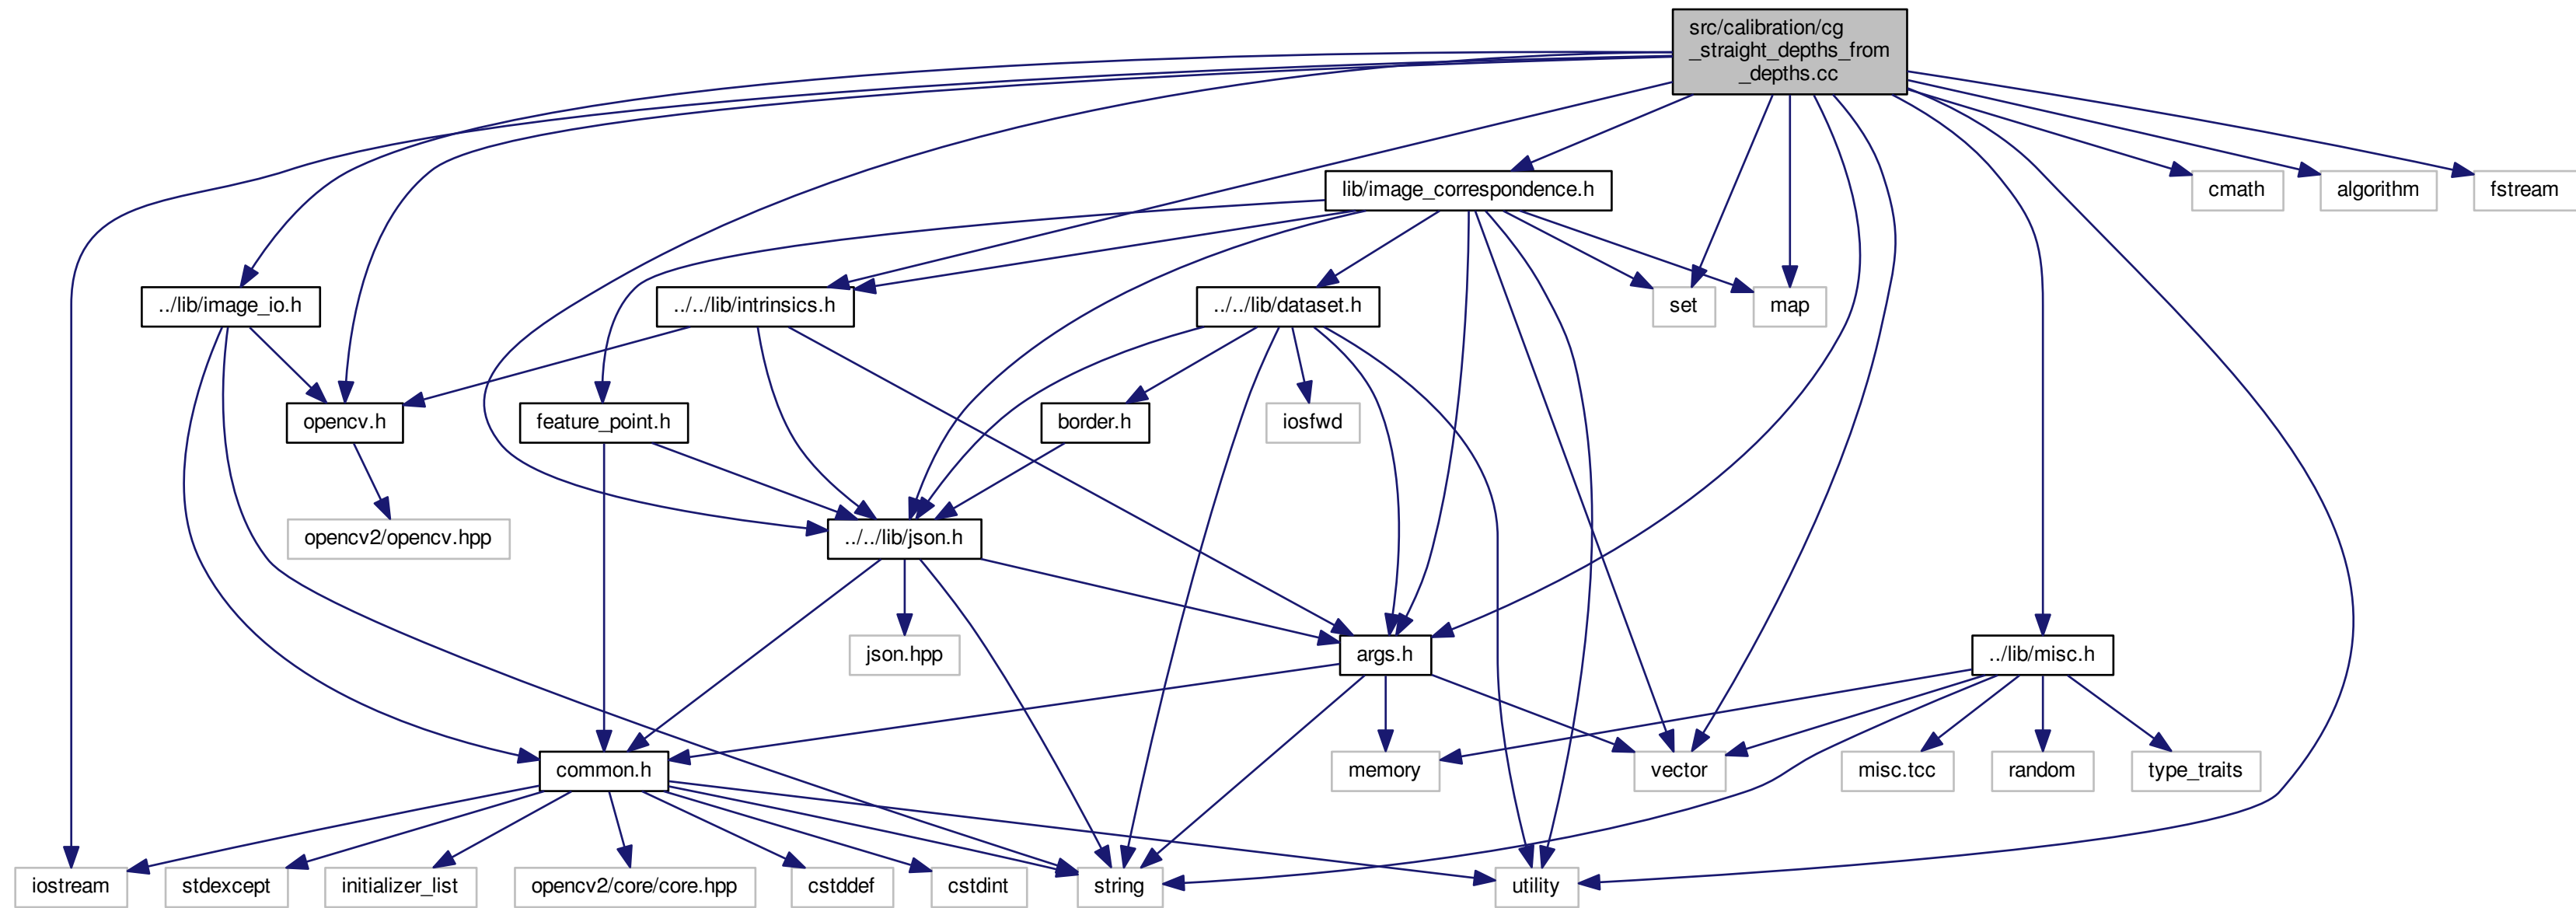 src/calibration/cg
_straight_depths_from
_depths.cc
lib/image_correspondence.h
cmath
algorithm
fstream
../lib/image_io.h
../../lib/intrinsics.h
../../lib/dataset.h
set
map
opencv.h
feature_point.h
border.h
iosfwd
opencv2/opencv.hpp
../../lib/json.h
json.hpp
args.h
../lib/misc.h
common.h
memory
vector
misc.tcc
random
type_traits
iostream
stdexcept
initializer_list
opencv2/core/core.hpp
cstddef
cstdint
string
utility